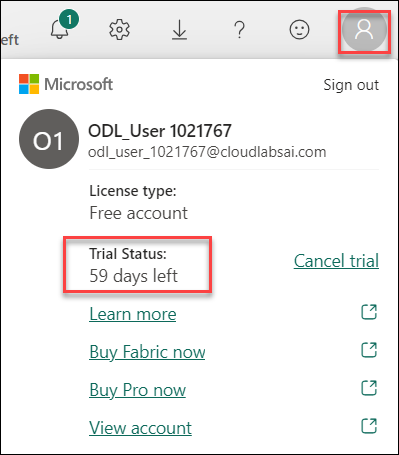 eft
1
?
Microsoft
Sign out
O1
ODL_User 1021767
odl_user_1021767@cloudlabsai.com
License type:
Free account
Trial Status:
59 days left
Cancel trial
Learn more
Buy Fabric now
Buy Pro now
View account